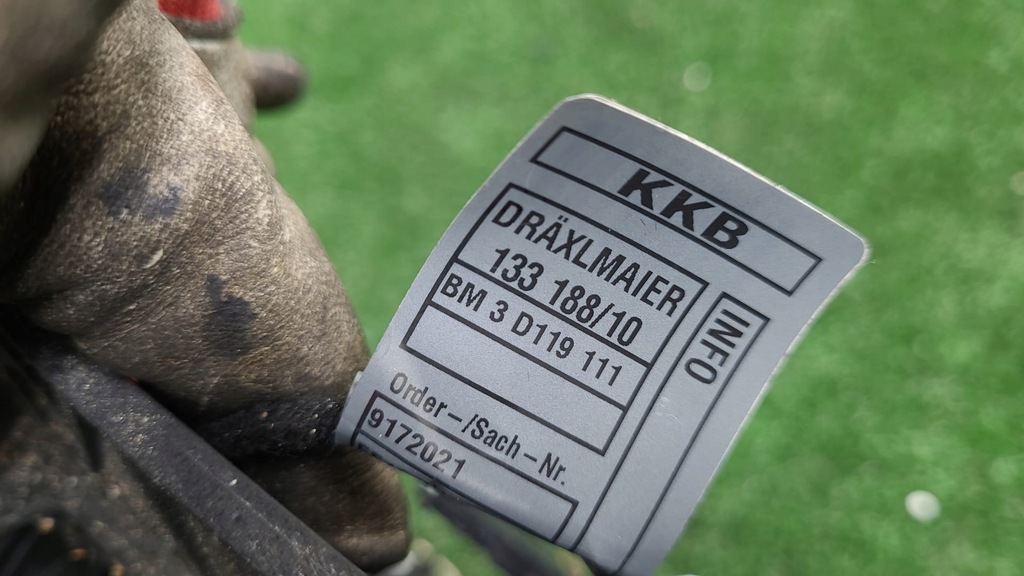 KKB
DRÄXLMAIER
133 188/10
BM 3 D119 111
INFO
Order-/Sach-Nr.
9172021